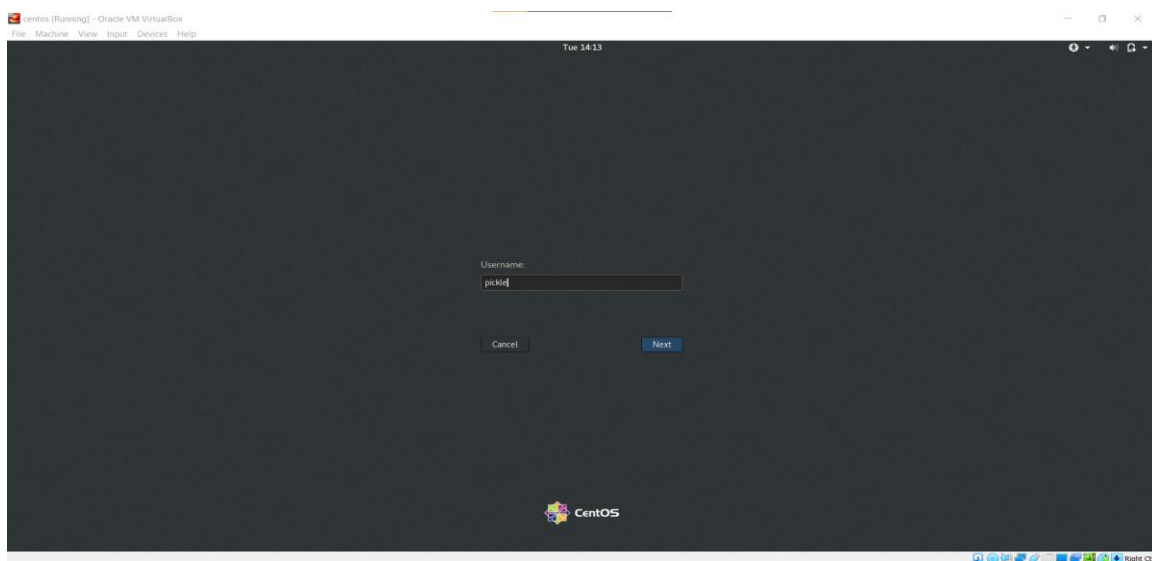 centos [Running] - Oracle VM VirtualBox
File Machine View Input Devices Help
Tue 14:13
Username:
pickle
Cancel Next
CentOS
Right Ct